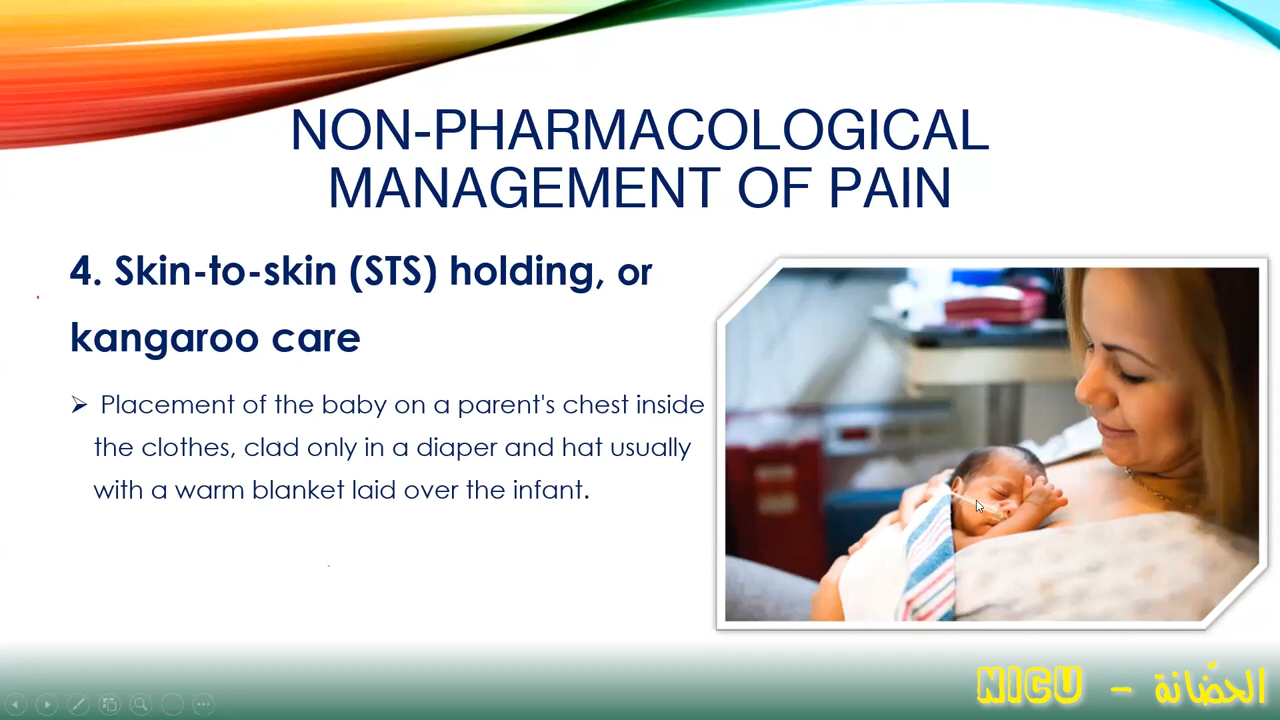 NON-PHARMACOLOGICAL
MANAGEMENT OF PAIN
4. Skin-to-skin (STS) holding, or
kangaroo care
➢ Placement of the baby on a parent's chest inside
the clothes, clad only in a diaper and hat usually
with a warm blanket laid over the infant.
NICU - الحضّانة